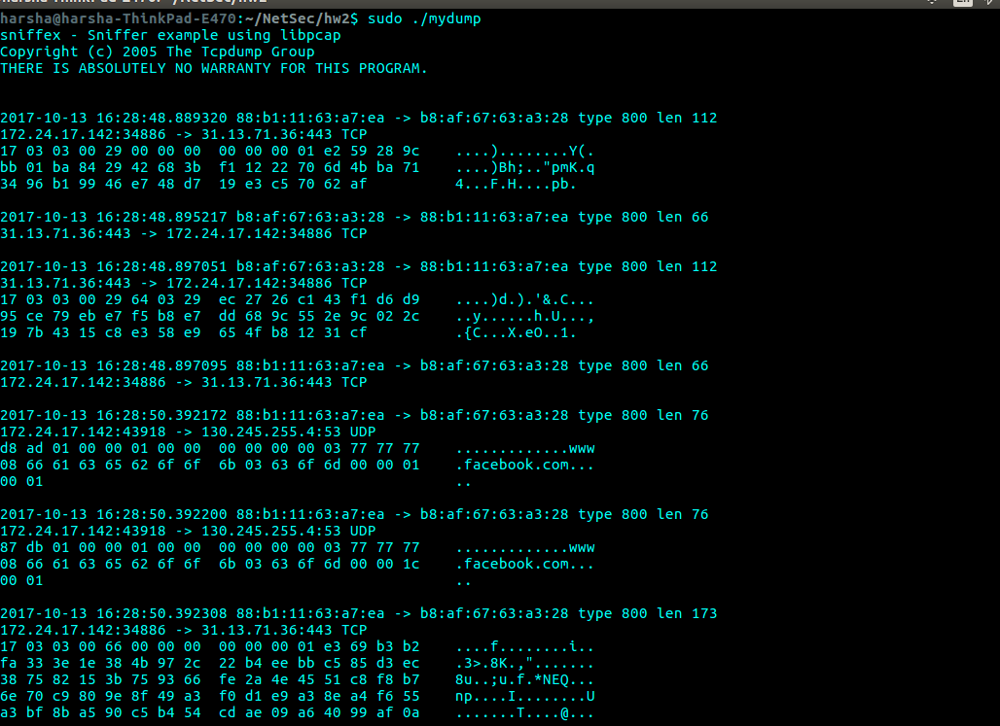 harsha@harsha-ThinkPad-E470:~/NetSec/hw2$ sudo ./mydump
sniffex - Sniffer example using libpcap
Copyright (c) 2005 The Tcpdump Group
THERE IS ABSOLUTELY NO WARRANTY FOR THIS PROGRAM.
2017-10-13 16:28:48.889320 88:b1:11:63:a7:ea -> b8:af:67:63:a3:28 type 800 len 112
172.24.17.142:34886 -> 31.13.71.36:443 TCP
17 03 03 00 29 00 00 00  00 00 00 01 e2 59 28 9c    ....)........Y(.
bb 01 ba 84 29 42 68 3b  f1 12 22 70 6d 4b ba 71    ....)Bh;.."pmK.q
34 96 b1 99 46 e7 48 d7  19 e3 c5 70 62 af          4...F.H....pb.
2017-10-13 16:28:48.895217 b8:af:67:63:a3:28 -> 88:b1:11:63:a7:ea type 800 len 66
31.13.71.36:443 -> 172.24.17.142:34886 TCP
2017-10-13 16:28:48.897051 b8:af:67:63:a3:28 -> 88:b1:11:63:a7:ea type 800 len 112
31.13.71.36:443 -> 172.24.17.142:34886 TCP
17 03 03 00 29 64 03 29  ec 27 26 c1 43 f1 d6 d9    ....)d.).'&.C...
95 ce 79 eb e7 f5 b8 e7  dd 68 9c 55 2e 9c 02 2c    ..y......h.U...,
19 7b 43 15 c8 e3 58 e9  65 4f b8 12 31 cf          .{C...X.eO..1.
2017-10-13 16:28:48.897095 88:b1:11:63:a7:ea -> b8:af:67:63:a3:28 type 800 len 66
172.24.17.142:34886 -> 31.13.71.36:443 TCP
2017-10-13 16:28:50.392172 88:b1:11:63:a7:ea -> b8:af:67:63:a3:28 type 800 len 76
172.24.17.142:43918 -> 130.245.255.4:53 UDP
d8 ad 01 00 00 01 00 00  00 00 00 00 03 77 77 77    .............www
08 66 61 63 65 62 6f 6f  6b 03 63 6f 6d 00 00 01    .facebook.com...
00 01                                               ..
2017-10-13 16:28:50.392200 88:b1:11:63:a7:ea -> b8:af:67:63:a3:28 type 800 len 76
172.24.17.142:43918 -> 130.245.255.4:53 UDP
87 db 01 00 00 01 00 00  00 00 00 00 03 77 77 77    .............www
08 66 61 63 65 62 6f 6f  6b 03 63 6f 6d 00 00 1c    .facebook.com...
00 01                                               ..
2017-10-13 16:28:50.392308 88:b1:11:63:a7:ea -> b8:af:67:63:a3:28 type 800 len 173
172.24.17.142:34886 -> 31.13.71.36:443 TCP
17 03 03 00 66 00 00 00  00 00 00 01 e3 69 b3 b2    ....f........i..
fa 33 3e 1e 38 4b 97 2c  22 b4 ee bb c5 85 d3 ec    .3>.8K.,".......
38 75 82 15 3b 75 93 66  fe 2a 4e 45 51 c8 f8 b7    8u..;u.f.*NEQ...
6e 70 c9 80 9e 8f 49 a3  f0 d1 e9 a3 8e a4 f6 55    np....I........U
a3 bf 8b a5 90 c5 b4 54  cd ae 09 a6 40 99 af 0a    .......T....@...